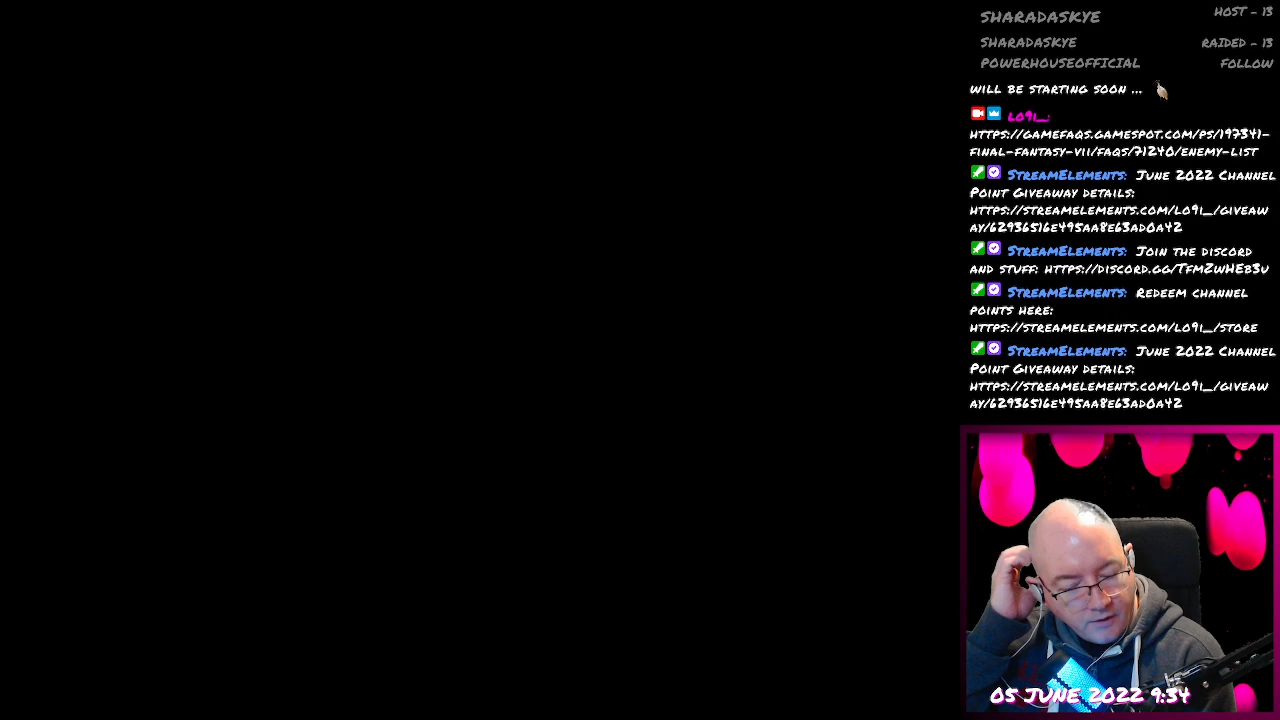 SHARADASKYE HOST - 13
SHARADASKYE RAIDED - 13
POWERHOUSEOFFICIAL FOLLOW
WILL BE STARTING SOON ...
LO9I_:
HTTPS://GAMEFAQS.GAMESPOT.COM/PS/197341-
FINAL-FANTASY-VII/FAQS/71240/ENEMY-LIST
STREAMELEMENTS: JUNE 2022 CHANNEL
POINT GIVEAWAY DETAILS:
HTTPS://STREAMELEMENTS.COM/LO9I_/GIVEAW
AY/62936516E495AA8E63AD0A42
STREAMELEMENTS: JOIN THE DISCORD
AND STUFF: HTTPS://DISCORD.GG/TFMZWHE83U
STREAMELEMENTS: REDEEM CHANNEL
POINTS HERE:
HTTPS://STREAMELEMENTS.COM/LO9I_/STORE
STREAMELEMENTS: JUNE 2022 CHANNEL
POINT GIVEAWAY DETAILS:
HTTPS://STREAMELEMENTS.COM/LO9I_/GIVEAW
AY/62936516E495AA8E63AD0A42
05 JUNE 2022 9:34